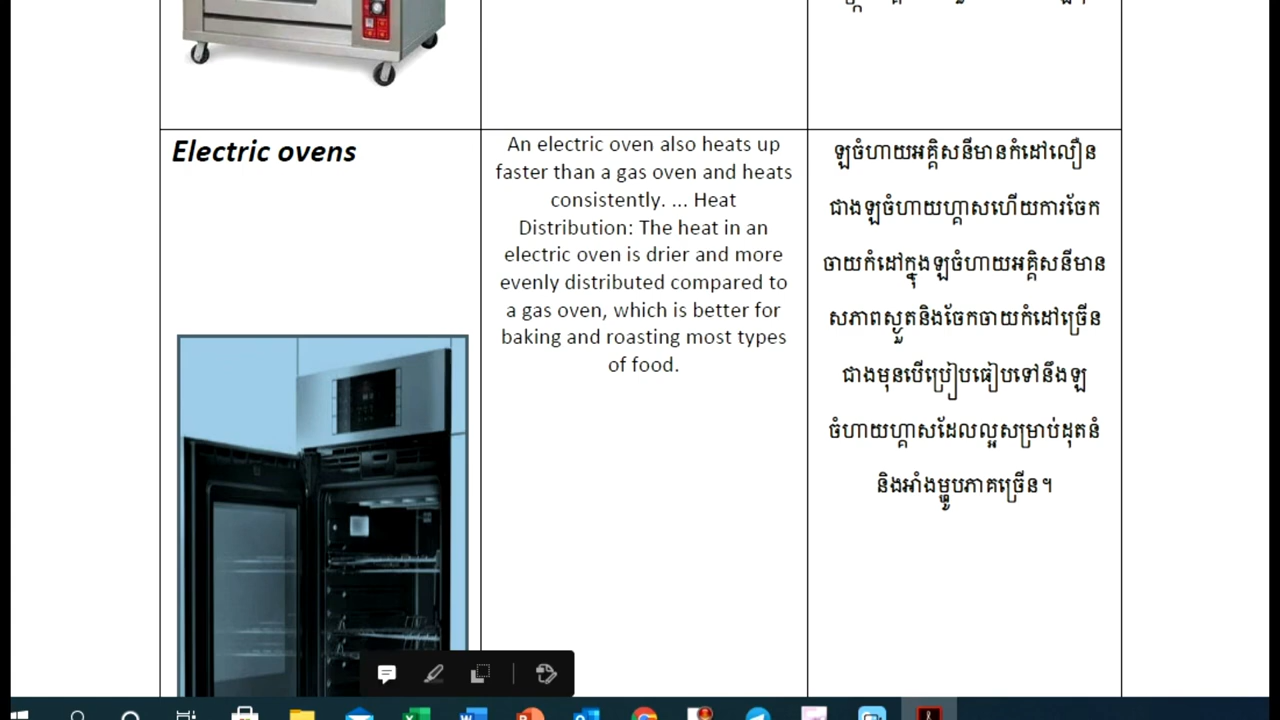 Electric ovens
An electric oven also heats up
faster than a gas oven and heats
consistently. ... Heat
Distribution: The heat in an
electric oven is drier and more
evenly distributed compared to
a gas oven, which is better for
baking and roasting most types
of food.
ឡចំហាយអគ្គិសនីមានកំដៅលឿន
ជាងឡចំហាយហ្គាសហើយការចែក
ចាយកំដៅក្នុងឡចំហាយអគ្គិសនីមាន
សភាពស្ងួតនិងចែកចាយកំដៅច្រើន
ជាងមុនបើប្រៀបធៀបទៅនឹងឡ
ចំហាយហ្គាសដែលល្អសម្រាប់ដុតនំ
និងអាំងម្ហូបភាគច្រើន។